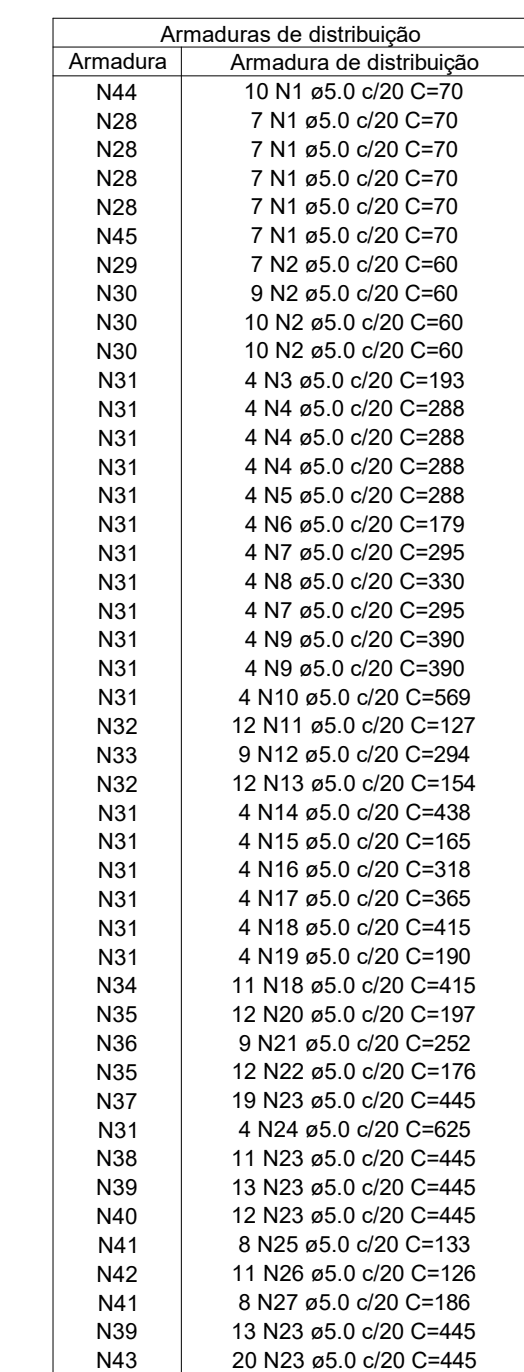 Armaduras de distribuição
Armadura Armadura de distribuição
N44 10 N1 ø5.0 c/20 C=70
N28 7 N1 ø5.0 c/20 C=70
N28 7 N1 ø5.0 c/20 C=70
N28 7 N1 ø5.0 c/20 C=70
N28 7 N1 ø5.0 c/20 C=70
N45 7 N1 ø5.0 c/20 C=70
N29 7 N2 ø5.0 c/20 C=60
N30 9 N2 ø5.0 c/20 C=60
N30 10 N2 ø5.0 c/20 C=60
N30 10 N2 ø5.0 c/20 C=60
N31 4 N3 ø5.0 c/20 C=193
N31 4 N4 ø5.0 c/20 C=288
N31 4 N4 ø5.0 c/20 C=288
N31 4 N4 ø5.0 c/20 C=288
N31 4 N5 ø5.0 c/20 C=288
N31 4 N6 ø5.0 c/20 C=179
N31 4 N7 ø5.0 c/20 C=295
N31 4 N8 ø5.0 c/20 C=330
N31 4 N7 ø5.0 c/20 C=295
N31 4 N9 ø5.0 c/20 C=390
N31 4 N9 ø5.0 c/20 C=390
N31 4 N10 ø5.0 c/20 C=569
N32 12 N11 ø5.0 c/20 C=127
N33 9 N12 ø5.0 c/20 C=294
N32 12 N13 ø5.0 c/20 C=154
N31 4 N14 ø5.0 c/20 C=438
N31 4 N15 ø5.0 c/20 C=165
N31 4 N16 ø5.0 c/20 C=318
N31 4 N17 ø5.0 c/20 C=365
N31 4 N18 ø5.0 c/20 C=415
N31 4 N19 ø5.0 c/20 C=190
N34 11 N18 ø5.0 c/20 C=415
N35 12 N20 ø5.0 c/20 C=197
N36 9 N21 ø5.0 c/20 C=252
N35 12 N22 ø5.0 c/20 C=176
N37 19 N23 ø5.0 c/20 C=445
N31 4 N24 ø5.0 c/20 C=625
N38 11 N23 ø5.0 c/20 C=445
N39 13 N23 ø5.0 c/20 C=445
N40 12 N23 ø5.0 c/20 C=445
N41 8 N25 ø5.0 c/20 C=133
N42 11 N26 ø5.0 c/20 C=126
N41 8 N27 ø5.0 c/20 C=186
N39 13 N23 ø5.0 c/20 C=445
N43 20 N23 ø5.0 c/20 C=445